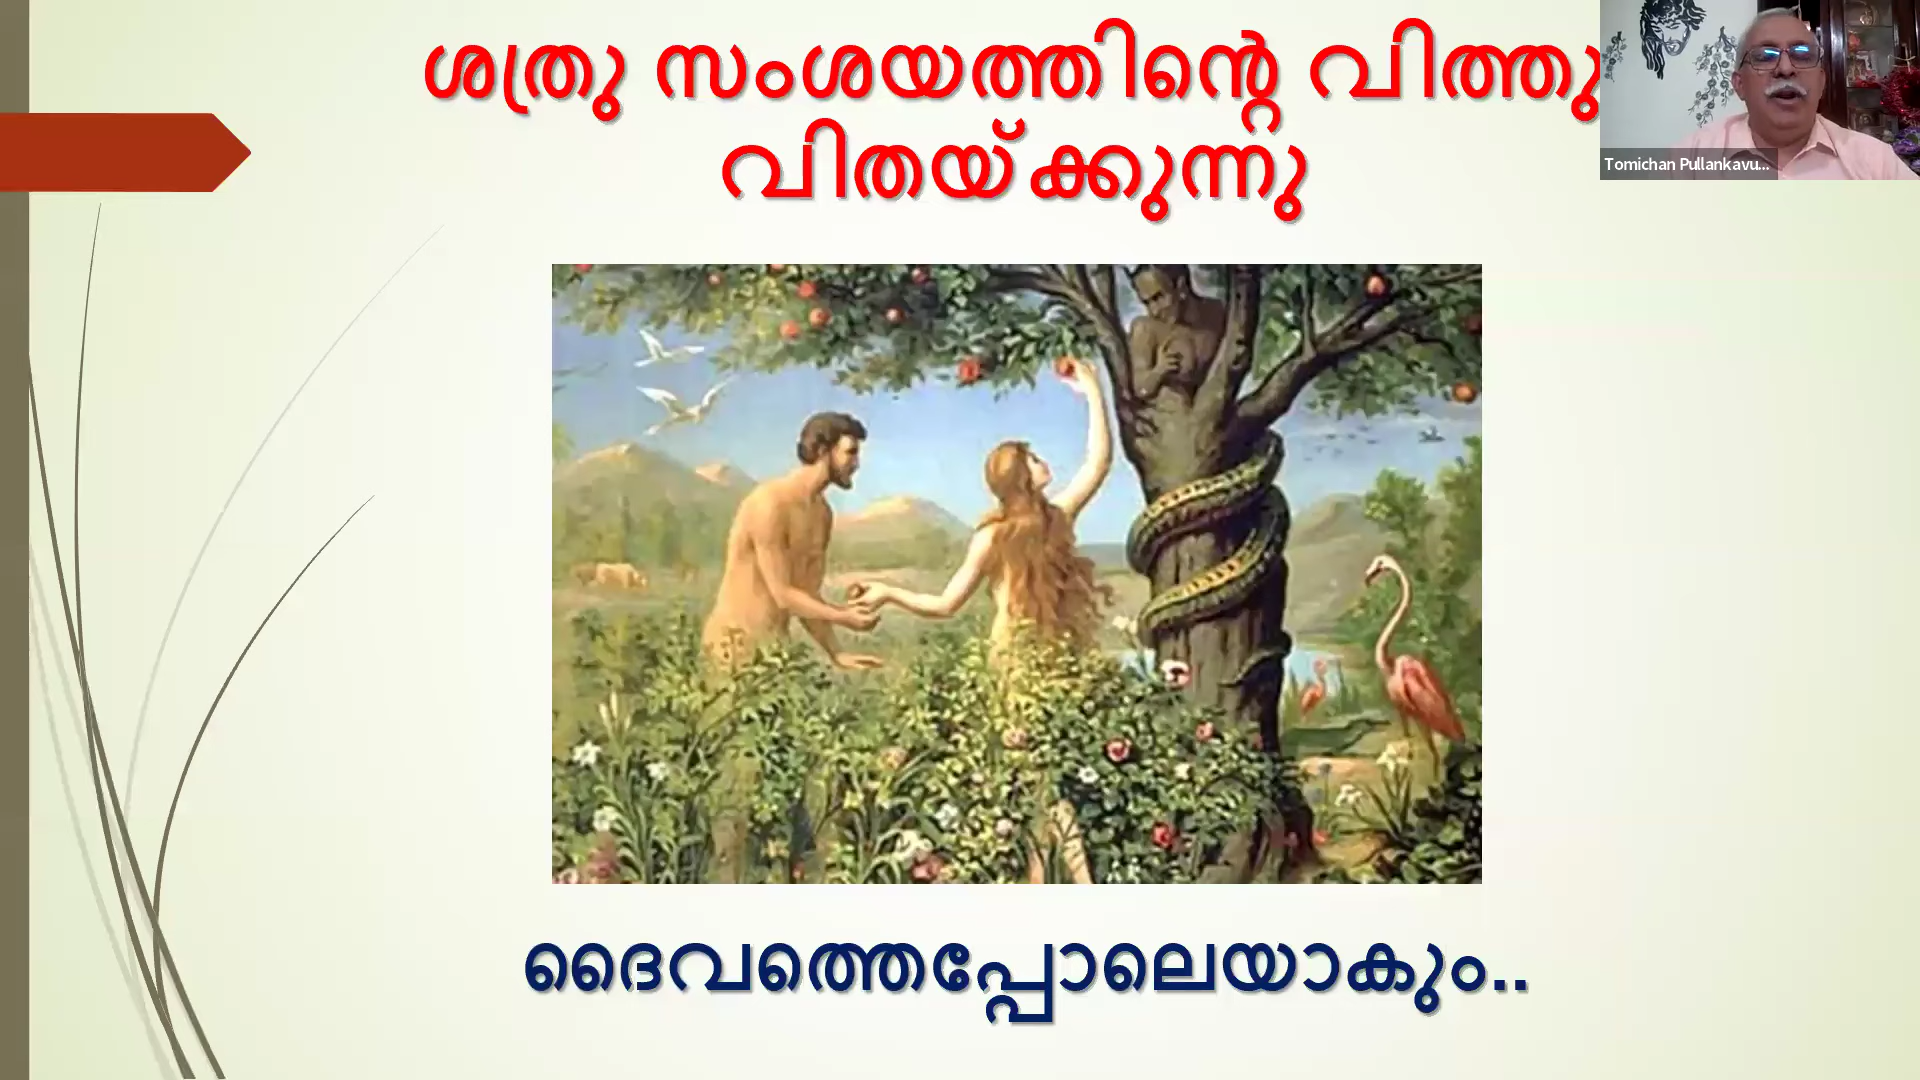 ശത്രു സംശയത്തിന്റെ വിത്തു
വിതയ്ക്കുന്നു
Tomichan Pullankavu...
ദൈവത്തെപ്പോലെയാകും..